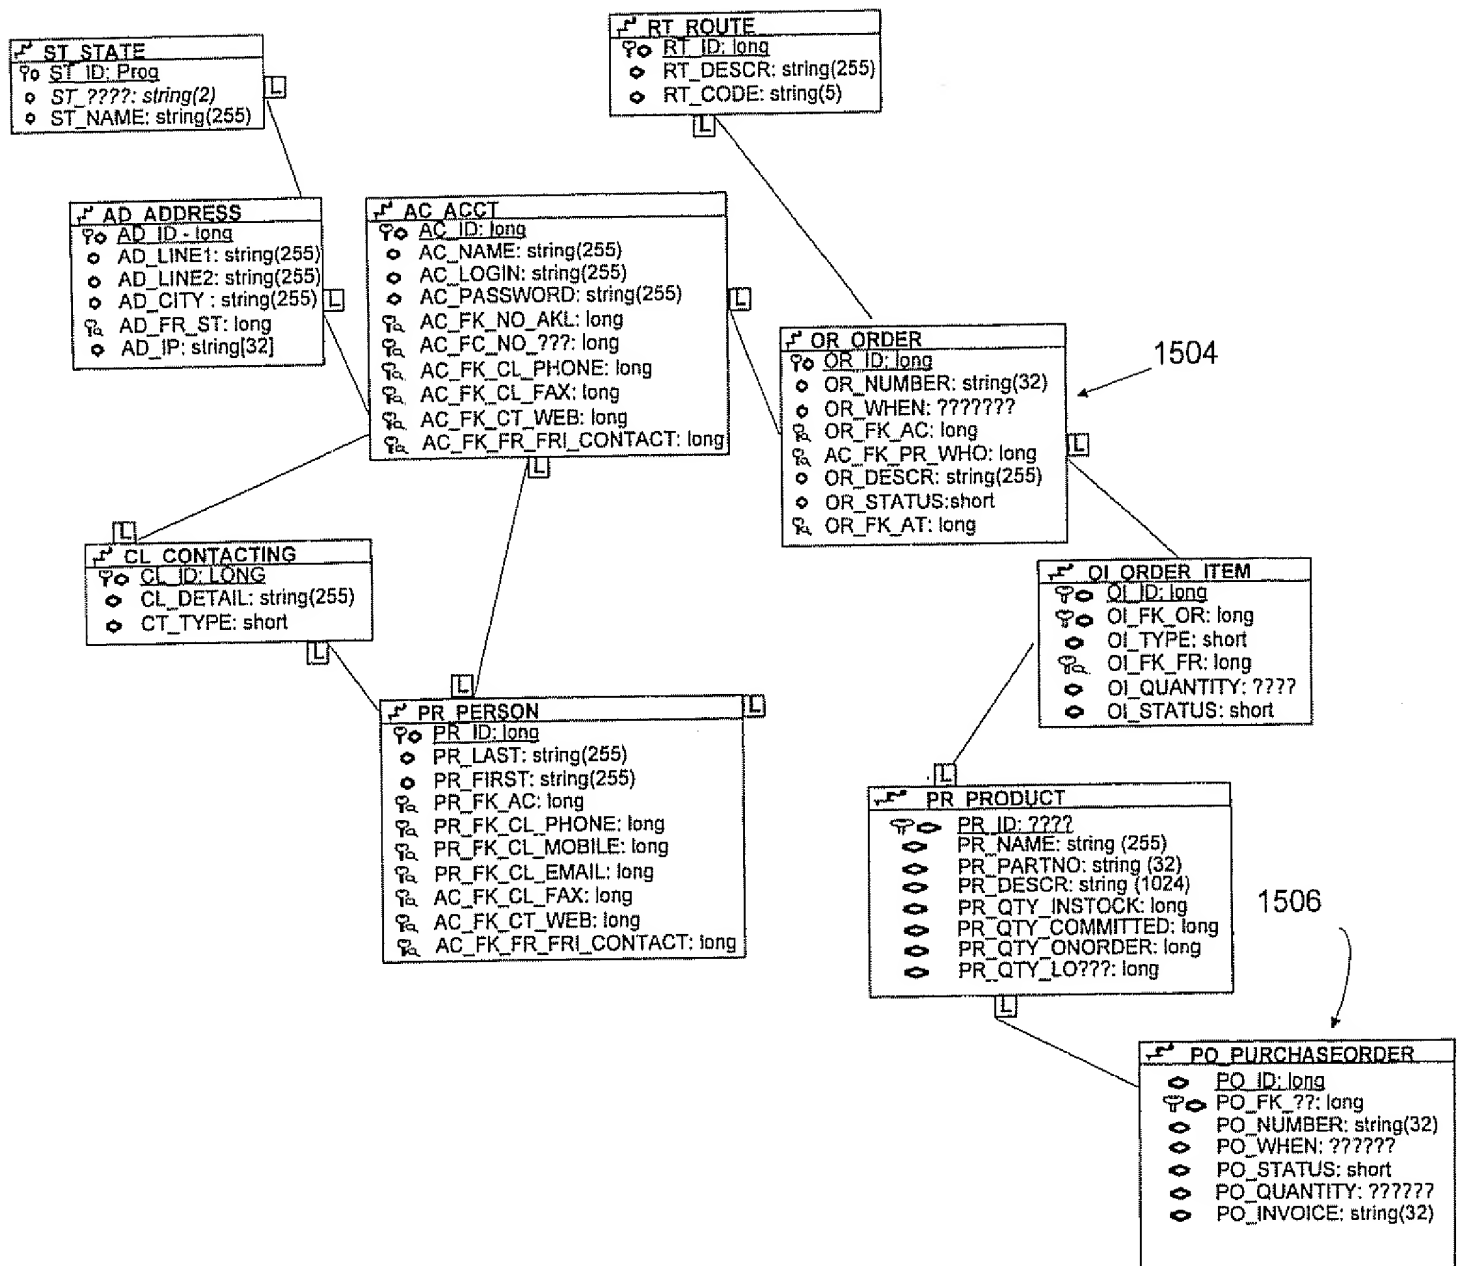 ST_STATE
ST_ID: Prog
ST_????: string(2)
ST_NAME: string(255)
RT_ROUTE
RT_ID: long
RT_DESCR: string(255)
RT_CODE: string(5)
L
L
AD_ADDRESS
AD_ID - long
AD_LINE1: string(255)
AD_LINE2: string(255)
AD_CITY : string(255)
AD_FR_ST: long
AD_IP: string[32]
L
AC_ACCT
AC_ID: long
AC_NAME: string(255)
AC_LOGIN: string(255)
AC_PASSWORD: string(255)
AC_FK_NO_AKL: long
AC_FC_NO_???: long
AC_FK_CL_PHONE: long
AC_FK_CL_FAX: long
AC_FK_CT_WEB: long
AC_FK_FR_FRI_CONTACT: long
L
L
OR_ORDER
OR_ID: long
OR_NUMBER: string(32)
OR_WHEN: ???????
OR_FK_AC: long
AC_FK_PR_WHO: long
OR_DESCR: string(255)
OR_STATUS:short
OR_FK_AT: long
L
1504
L
CL_CONTACTING
CL_ID: LONG
CL_DETAIL: string(255)
CT_TYPE: short
L
OI_ORDER_ITEM
OI_ID: long
OI_FK_OR: long
OI_TYPE: short
OI_FK_FR: long
OI_QUANTITY: ????
OI_STATUS: short
L
L
PR_PERSON
PR_ID: long
PR_LAST: string(255)
PR_FIRST: string(255)
PR_FK_AC: long
PR_FK_CL_PHONE: long
PR_FK_CL_MOBILE: long
PR_FK_CL_EMAIL: long
AC_FK_CL_FAX: long
AC_FK_CT_WEB: long
AC_FK_FR_FRI_CONTACT: long
L
PR_PRODUCT
PR_ID: ????
PR_NAME: string (255)
PR_PARTNO: string (32)
PR_DESCR: string (1024)
PR_QTY_INSTOCK: long
PR_QTY_COMMITTED: long
PR_QTY_ONORDER: long
PR_QTY_LO???: long
L
1506
PO_PURCHASEORDER
PO_ID: long
PO_FK_??: long
PO_NUMBER: string(32)
PO_WHEN: ??????
PO_STATUS: short
PO_QUANTITY: ??????
PO_INVOICE: string(32)